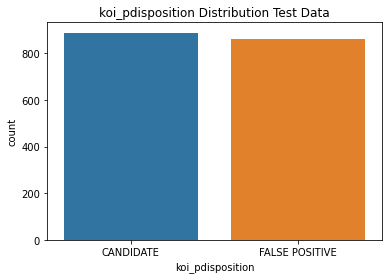 koi_pdisposition Distribution Test Data
count
800
600
400
200
0
CANDIDATE
FALSE POSITIVE
koi_pdisposition